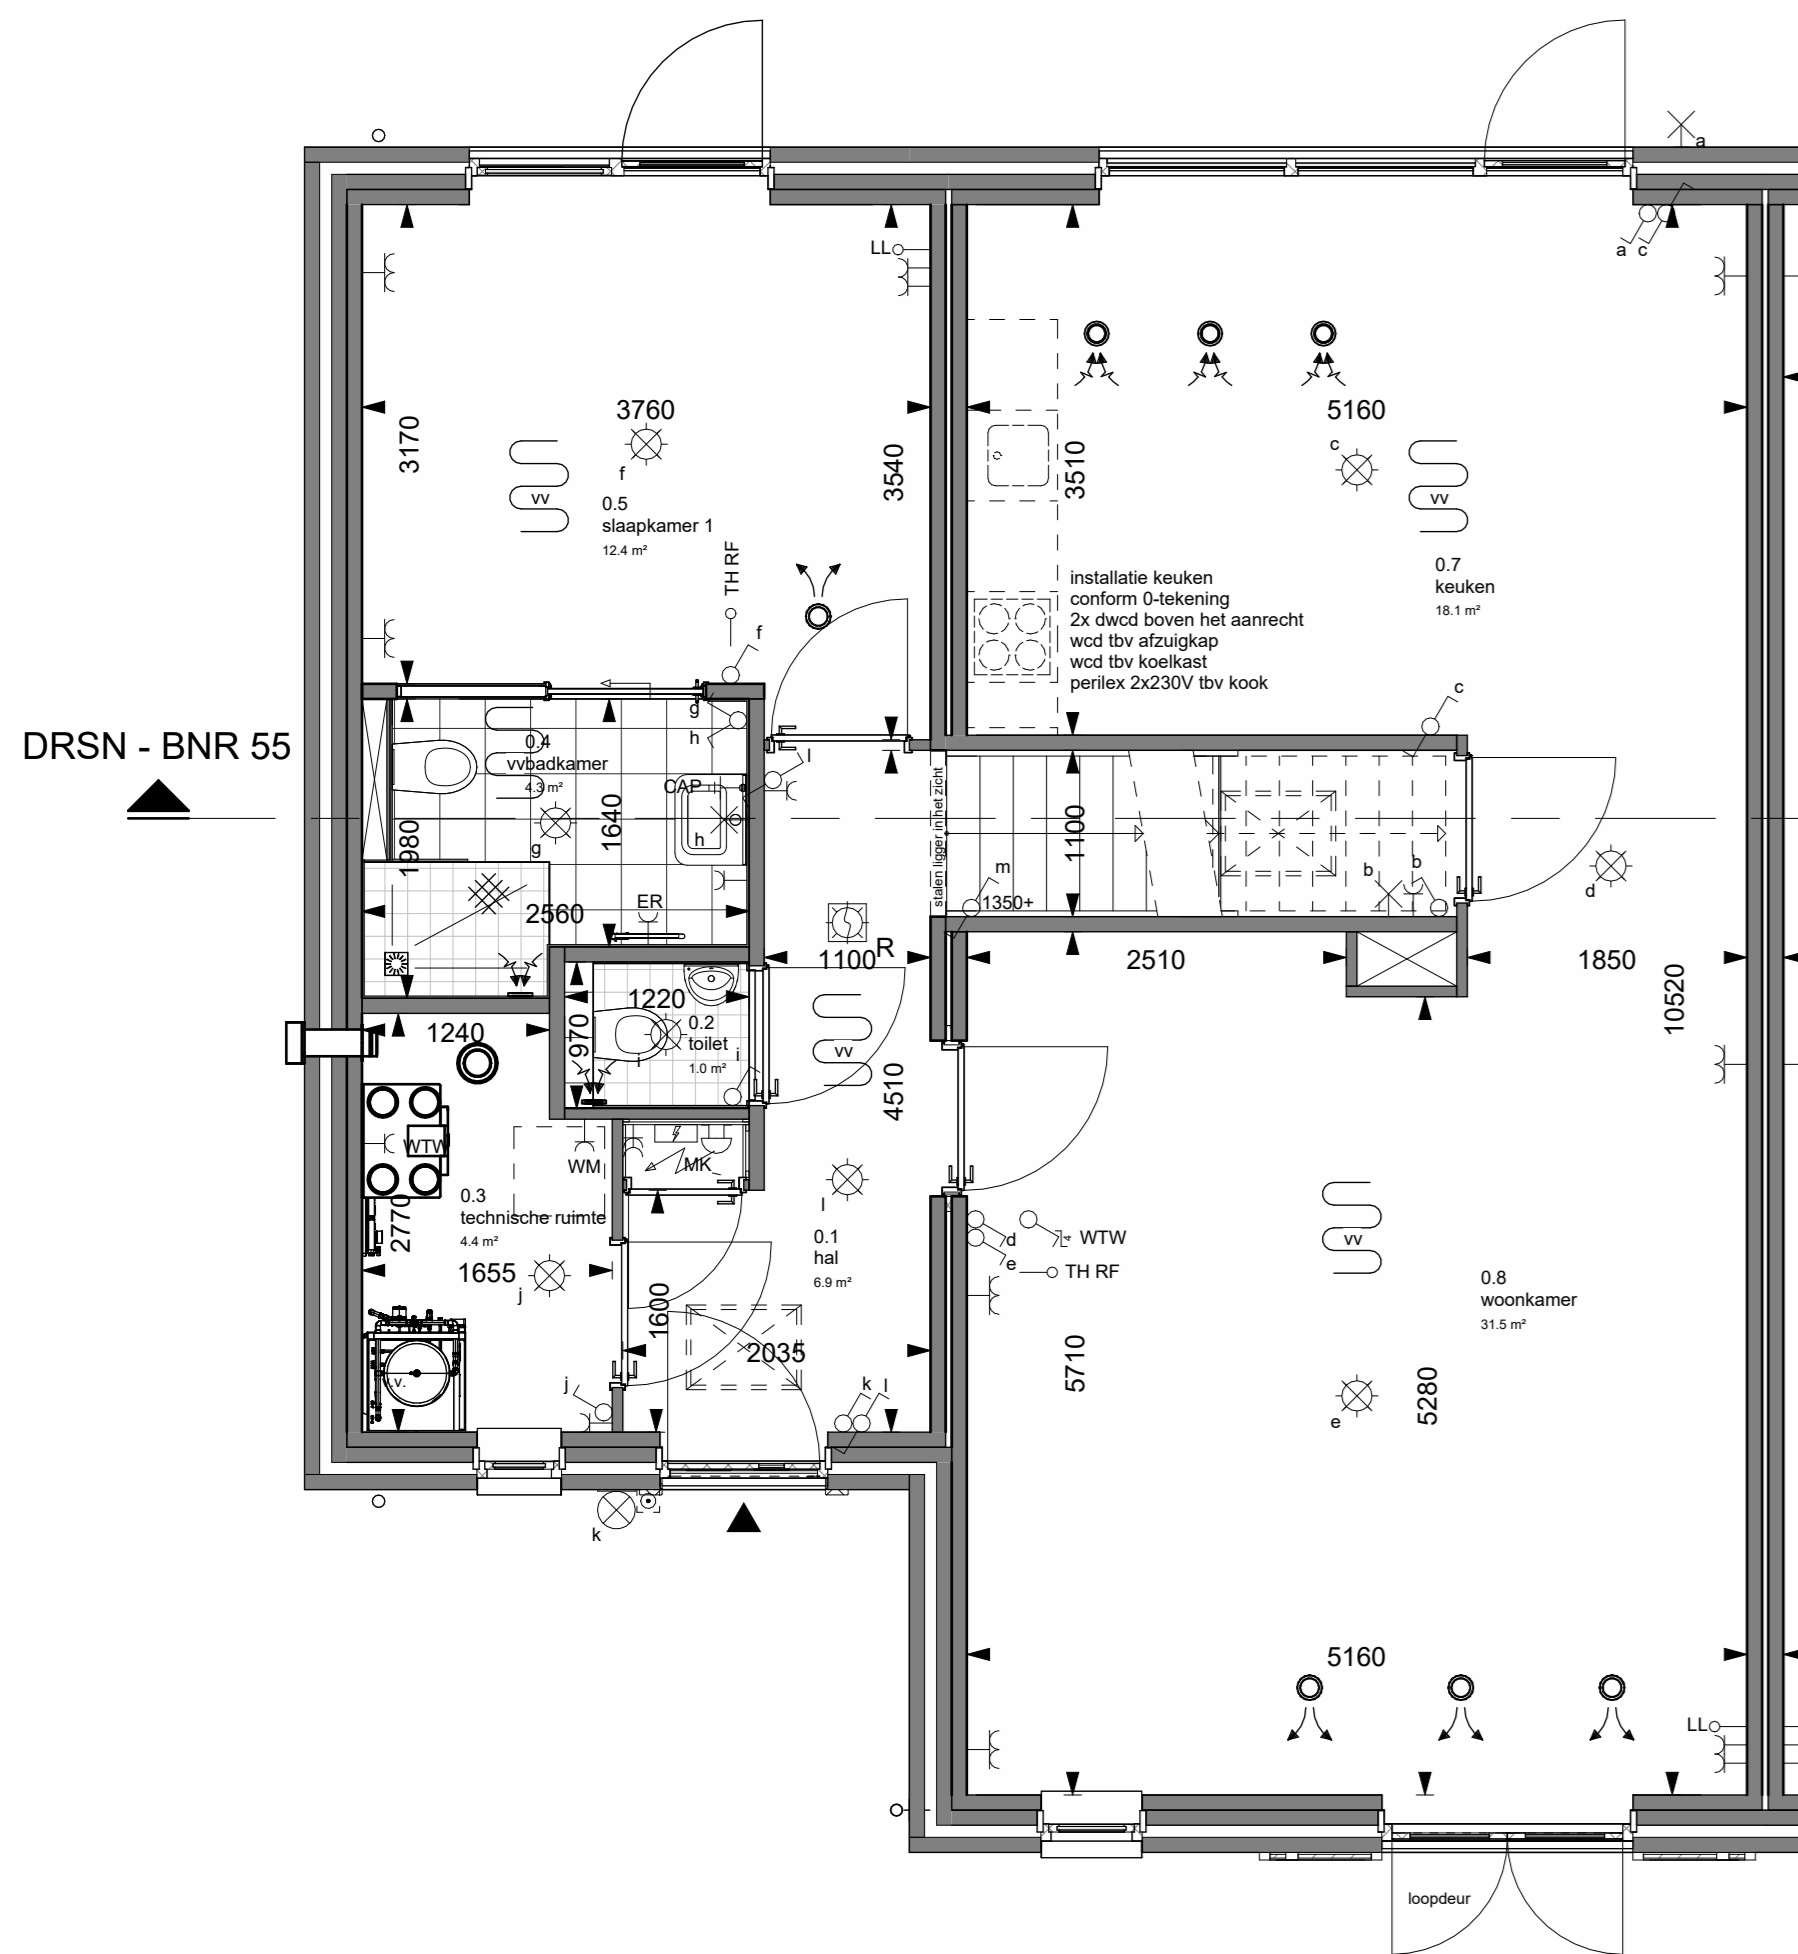 a
LL
a c
3760
5160
3170
f
c
3540
3510
vv
vv
0.5
slaapkamer 1
12.4 m²
TH RF
installatie keuken
conform 0-tekening
2x dwcd boven het aanrecht
wcd tbv afzuigkap
wcd tbv koelkast
perilex 2x230V tbv kook
0.7
keuken
18.1 m²
f
g
h
c
DRSN - BNR 55
0.4
vvbadkamer
4.3 m²
l
CAP
1980
g
1640
h
stalen ligger in het zicht
1100
m
1350+
b
b
d
2560
ER
1100
R
2510
1850
10520
1240
1220
970
0.2
toilet
1.0 m²
i
i
vv
4510
WTW
WM
MK
0.3
technische ruimte
4.4 m²
2770
l
0.1
hal
6.9 m²
d
e
4
WTW
TH RF
vv
0.8
woonkamer
31.5 m²
1655
j
1600
2035
5710
5280
v.v.
j
k
l
e
k
5160
LL
loopdeur